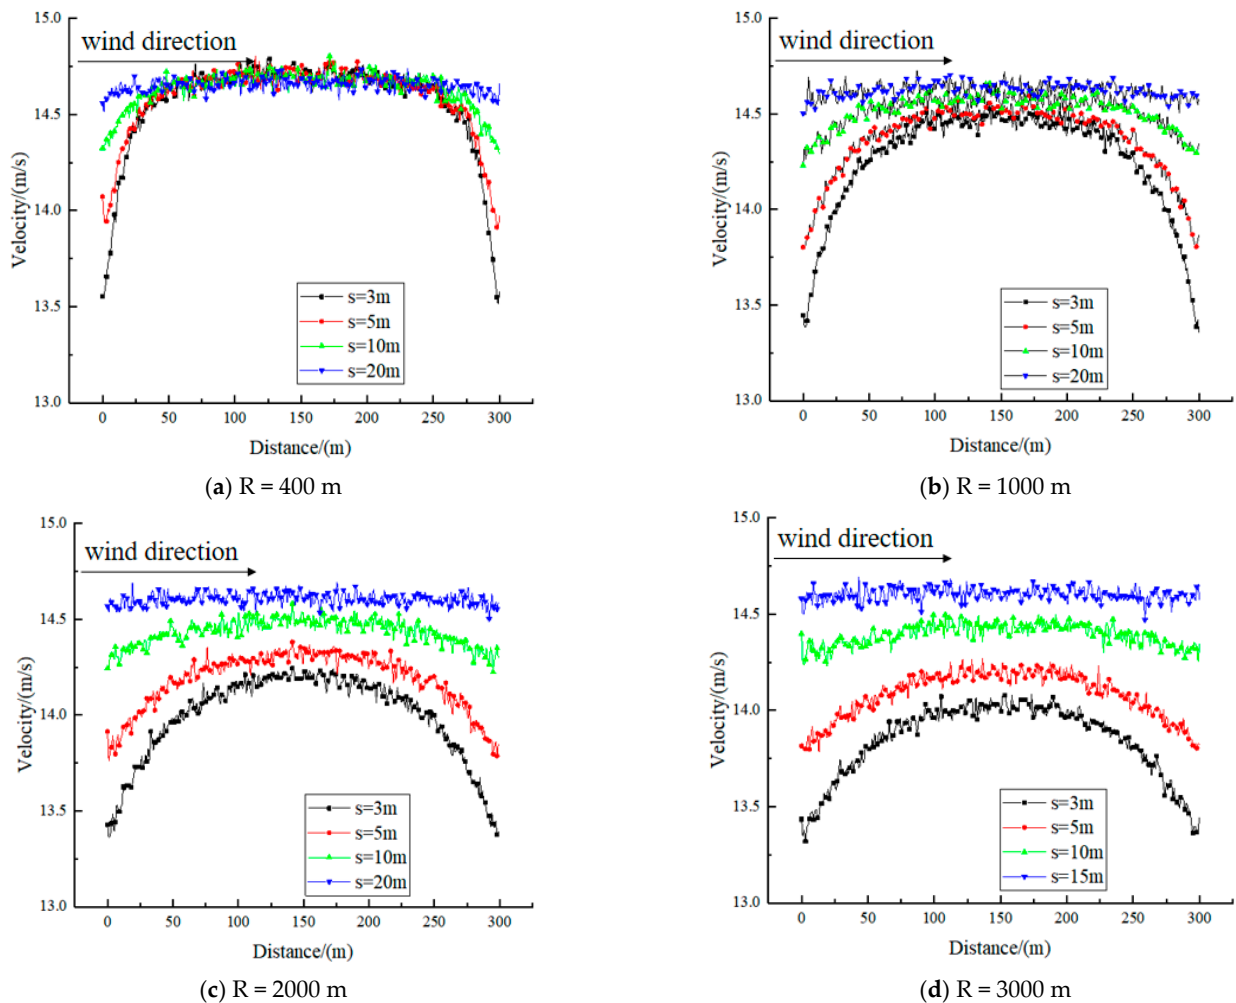 15.0
wind direction
14.5
14.0
13.5
13.0
Velocity/(m/s)
s=3m
s=5m
s=10m
s=20m
0 50 100 150 200 250 300
Distance/(m)
(a) R = 400 m
15.0
wind direction
14.5
14.0
13.5
13.0
Velocity/(m/s)
s=3m
s=5m
s=10m
s=20m
0 50 100 150 200 250 300
Distance/(m)
(b) R = 1000 m
15.0
wind direction
14.5
14.0
13.5
13.0
Velocity/(m/s)
s=3m
s=5m
s=10m
s=20m
0 50 100 150 200 250 300
Distance/(m)
(c) R = 2000 m
15.0
wind direction
14.5
14.0
13.5
13.0
Velocity/(m/s)
s=3m
s=5m
s=10m
s=15m
0 50 100 150 200 250 300
Distance/(m)
(d) R = 3000 m